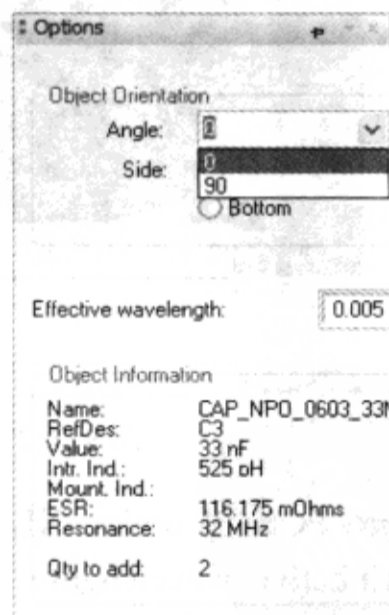 Options
Object Orientation
Angle:
0
90
Side:
Bottom
Effective wavelength: 0.005
Object Information
Name: CAP_NPO_0603_33
RefDes: C3
Value: 33 nF
Intr. Ind.: 525 pH
Mount. Ind.:
ESR: 116.175 mOhms
Resonance: 32 MHz
Qty to add: 2